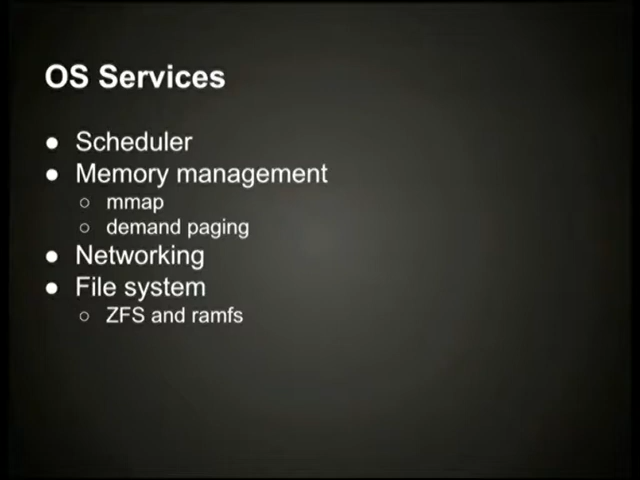 OS Services
● Scheduler
● Memory management
○ mmap
○ demand paging
● Networking
● File system
○ ZFS and ramfs